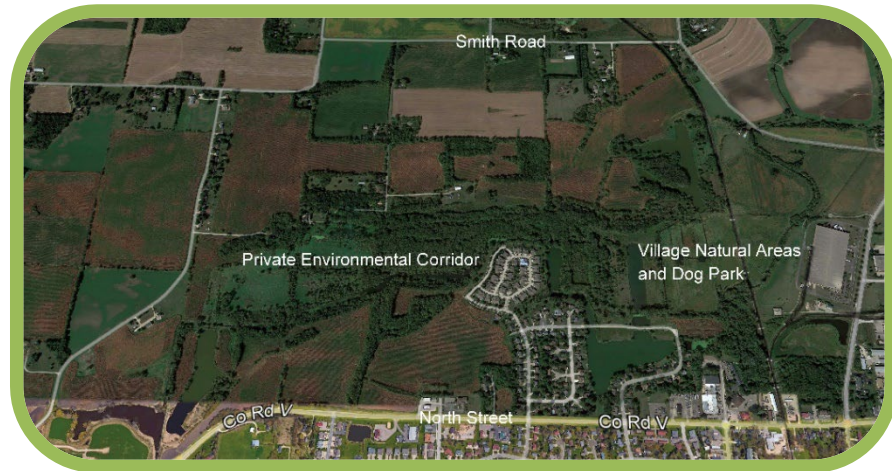 Smith Road
Private Environmental Corridor
Village Natural Areas
and Dog Park
Co Rd V
North Street
Co Rd V